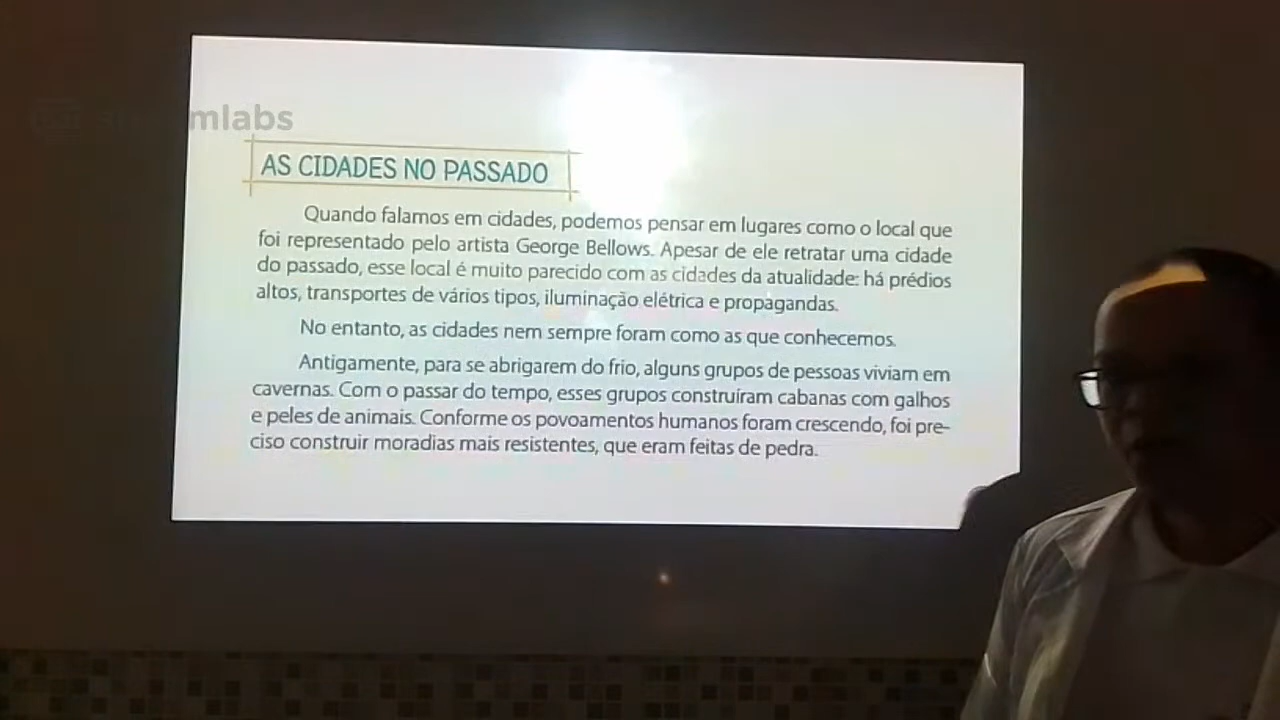 mlabs
AS CIDADES NO PASSADO
Quando falamos em cidades, podemos pensar em lugares como o local que
foi representado pelo artista George Bellows. Apesar de ele retratar uma cidade
do passado, esse local é muito parecido com as cidades da atualidade: há prédios
altos, transportes de vários tipos, iluminação elétrica e propagandas.
No entanto, as cidades nem sempre foram como as que conhecemos.
Antigamente, para se abrigarem do frio, alguns grupos de pessoas viviam em
cavernas. Com o passar do tempo, esses grupos construíram cabanas com galhos
e peles de animais. Conforme os povoamentos humanos foram crescendo, foi pre-
ciso construir moradias mais resistentes, que eram feitas de pedra.